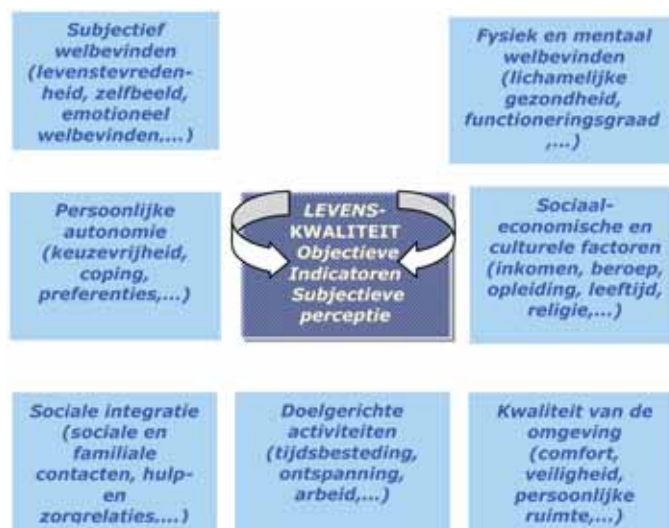 Subjectief
welbevinden
(levenstevreden-
heid, zelfbeeld,
emotioneel
welbevinden,...)
Fysiek en mentaal
welbevinden
(lichamelijke
gezondheid,
functioneringsgraad
,...)
Persoonlijke
autonomie
(keuzevrijheid,
coping,
preferenties,...)
LEVENS-
KWALITEIT
Objectieve
Indicatoren
Subjectieve
perceptie
Sociaal-
economische en
culturele factoren
(inkomen, beroep,
opleiding, leeftijd,
religie,...)
Sociale integratie
(sociale en
familiale
contacten, hulp-
en
zorgrelaties,...)
Doelgerichte
activiteiten
(tijdsbesteding,
ontspanning,
arbeid,...)
Kwaliteit van de
omgeving
(comfort,
veiligheid,
persoonlijke
ruimte,...)